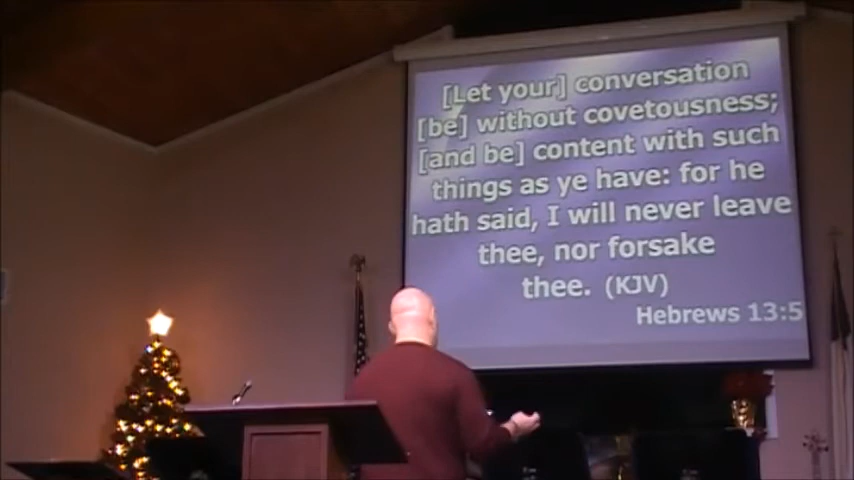 [Let your] conversation
[be] without covetousness;
[and be] content with such
things as ye have: for he
hath said, I will never leave
thee, nor forsake
thee. (KJV)
Hebrews 13:5